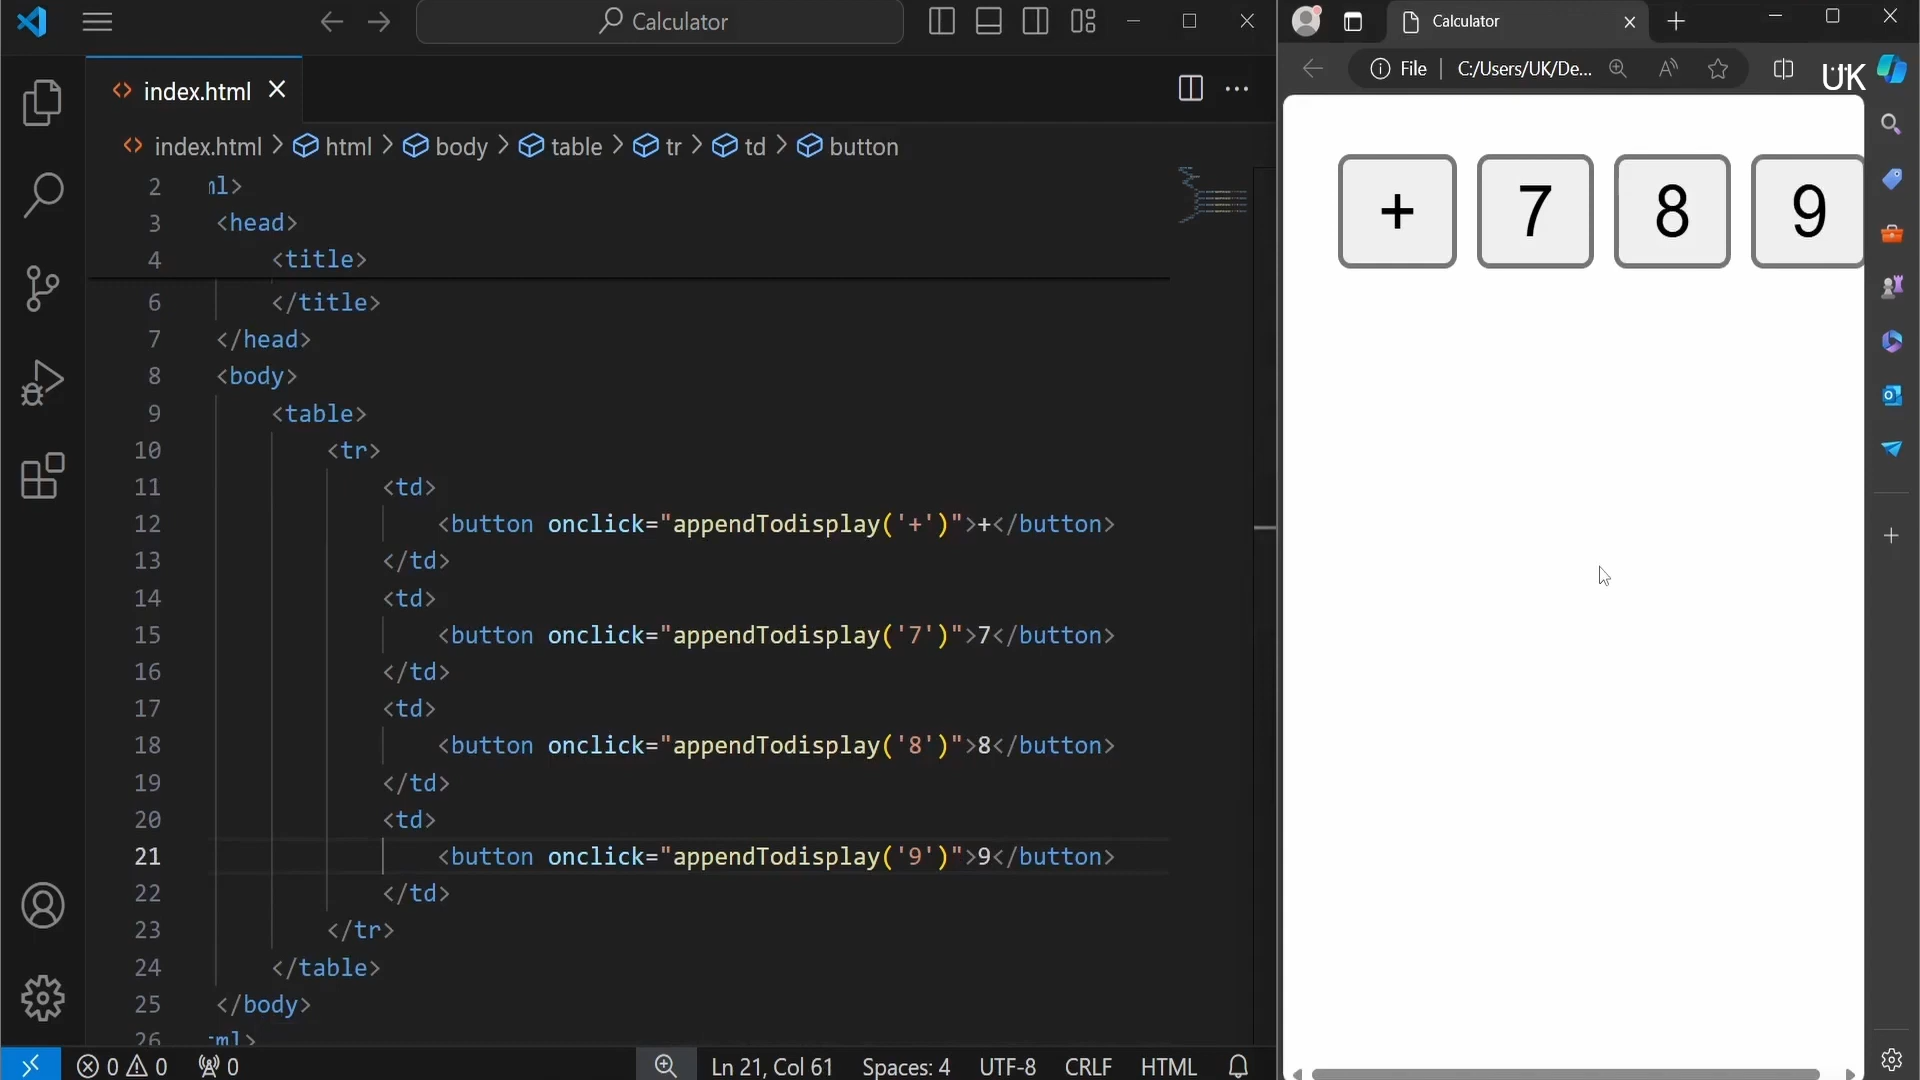 Calculator
index.html
index.html > html > body > table > tr > td > button
2 ml>
3 <head>
4 <title>
6 </title>
7 </head>
8 <body>
9 <table>
10 <tr>
11 <td>
12 <button onclick="appendTodisplay('+')">+</button>
13 </td>
14 <td>
15 <button onclick="appendTodisplay('7')">7</button>
16 </td>
17 <td>
18 <button onclick="appendTodisplay('8')">8</button>
19 </td>
20 <td>
21 <button onclick="appendTodisplay('9')">9</button>
22 </td>
23 </tr>
24 </table>
25 </body>
26
0 0 0 Ln 21, Col 61 Spaces: 4 UTF-8 CRLF HTML
Calculator
File C:/Users/UK/De...
UK
+ 7 8 9